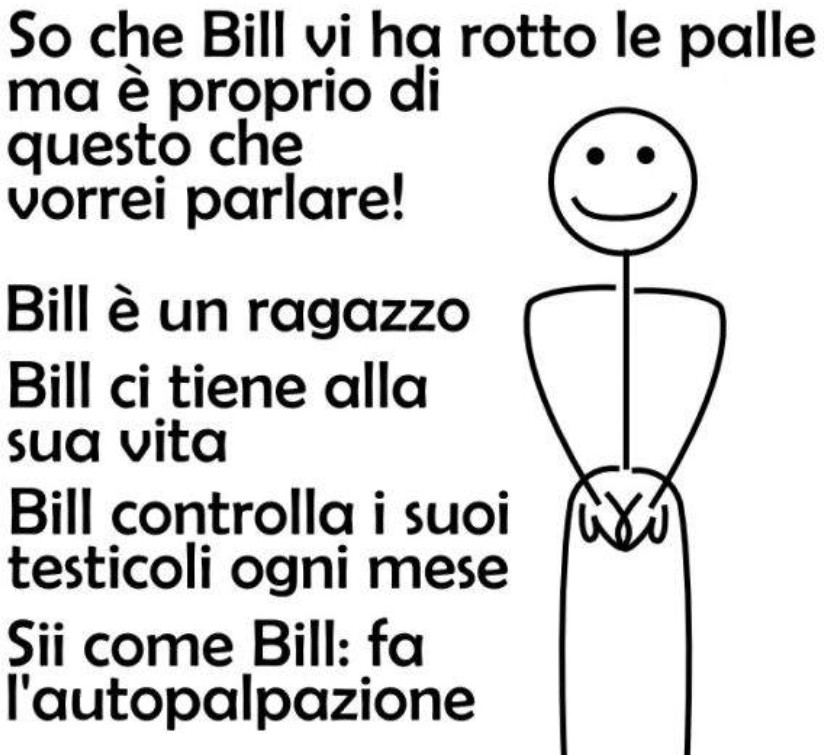 So che Bill vi ha rotto le palle
ma è proprio di
questo che
vorrei parlare!
Bill è un ragazzo
Bill ci tiene alla
sua vita
Bill controlla i suoi
testicoli ogni mese
Sii come Bill: fa
l'autopalpazione